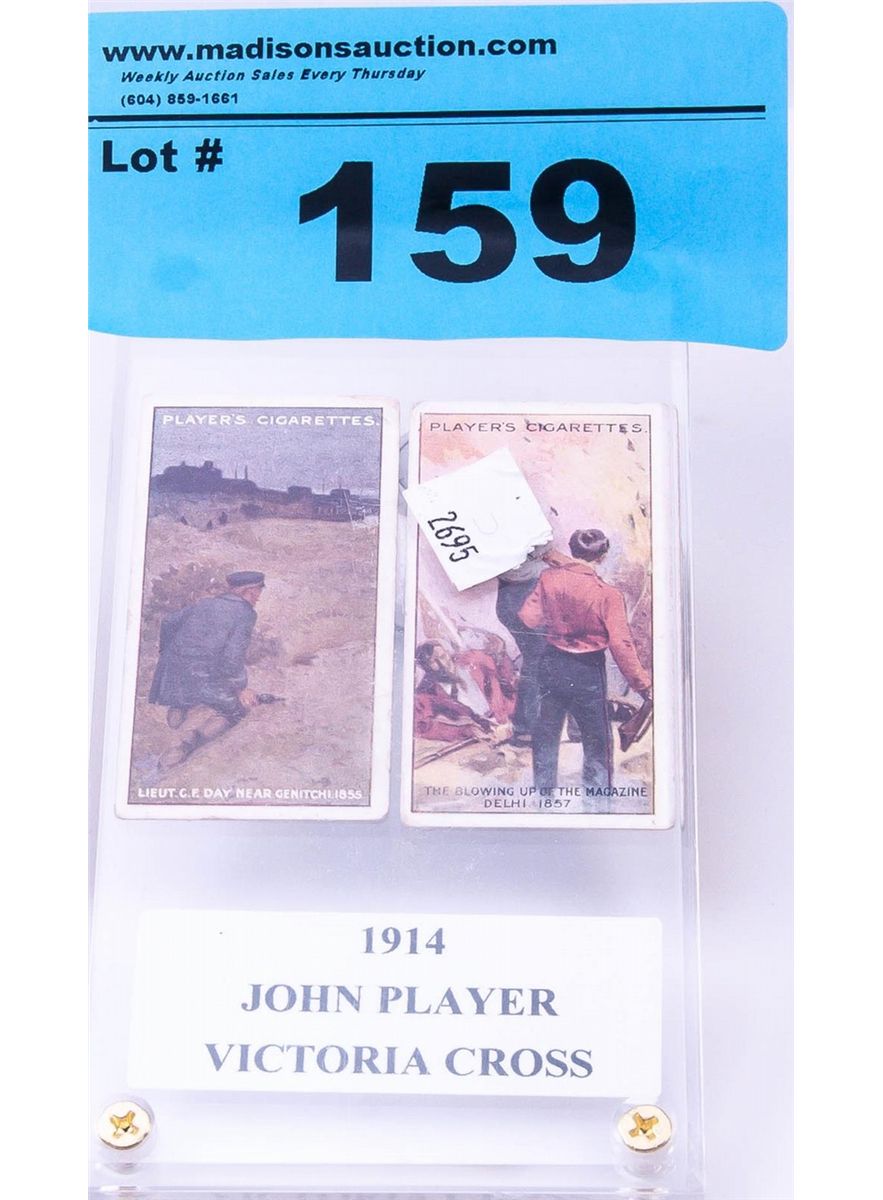 www.madisonsauction.com
Weekly Auction Sales Every Thursday
(604) 859-1661
Lot #
159
PLAYER'S CIGARETTES.
LIEUT. G.F. DAY NEAR GENITCHI.1855
PLAYER'S CIGARETTES.
2695
THE BLOWING UP OF THE MAGAZINE
DELHI. 1857
1914
JOHN PLAYER
VICTORIA CROSS